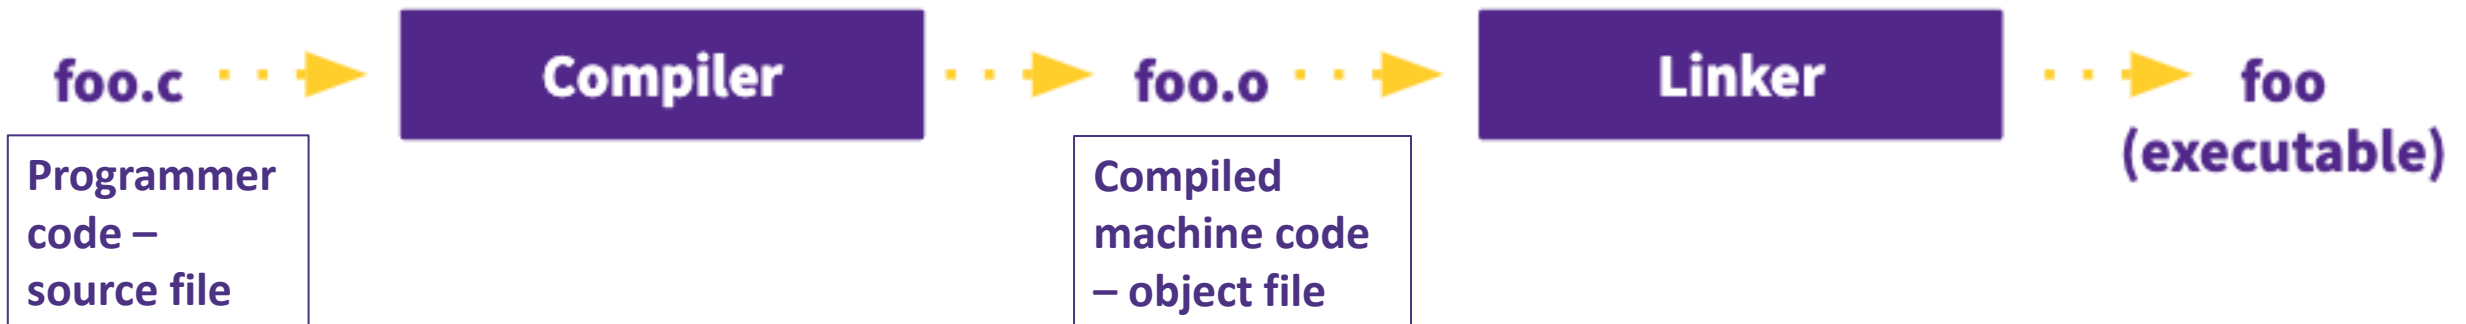 foo.c
Compiler
foo.o
Linker
foo
(executable)
Programmer
code –
source file
Compiled
machine code
– object file